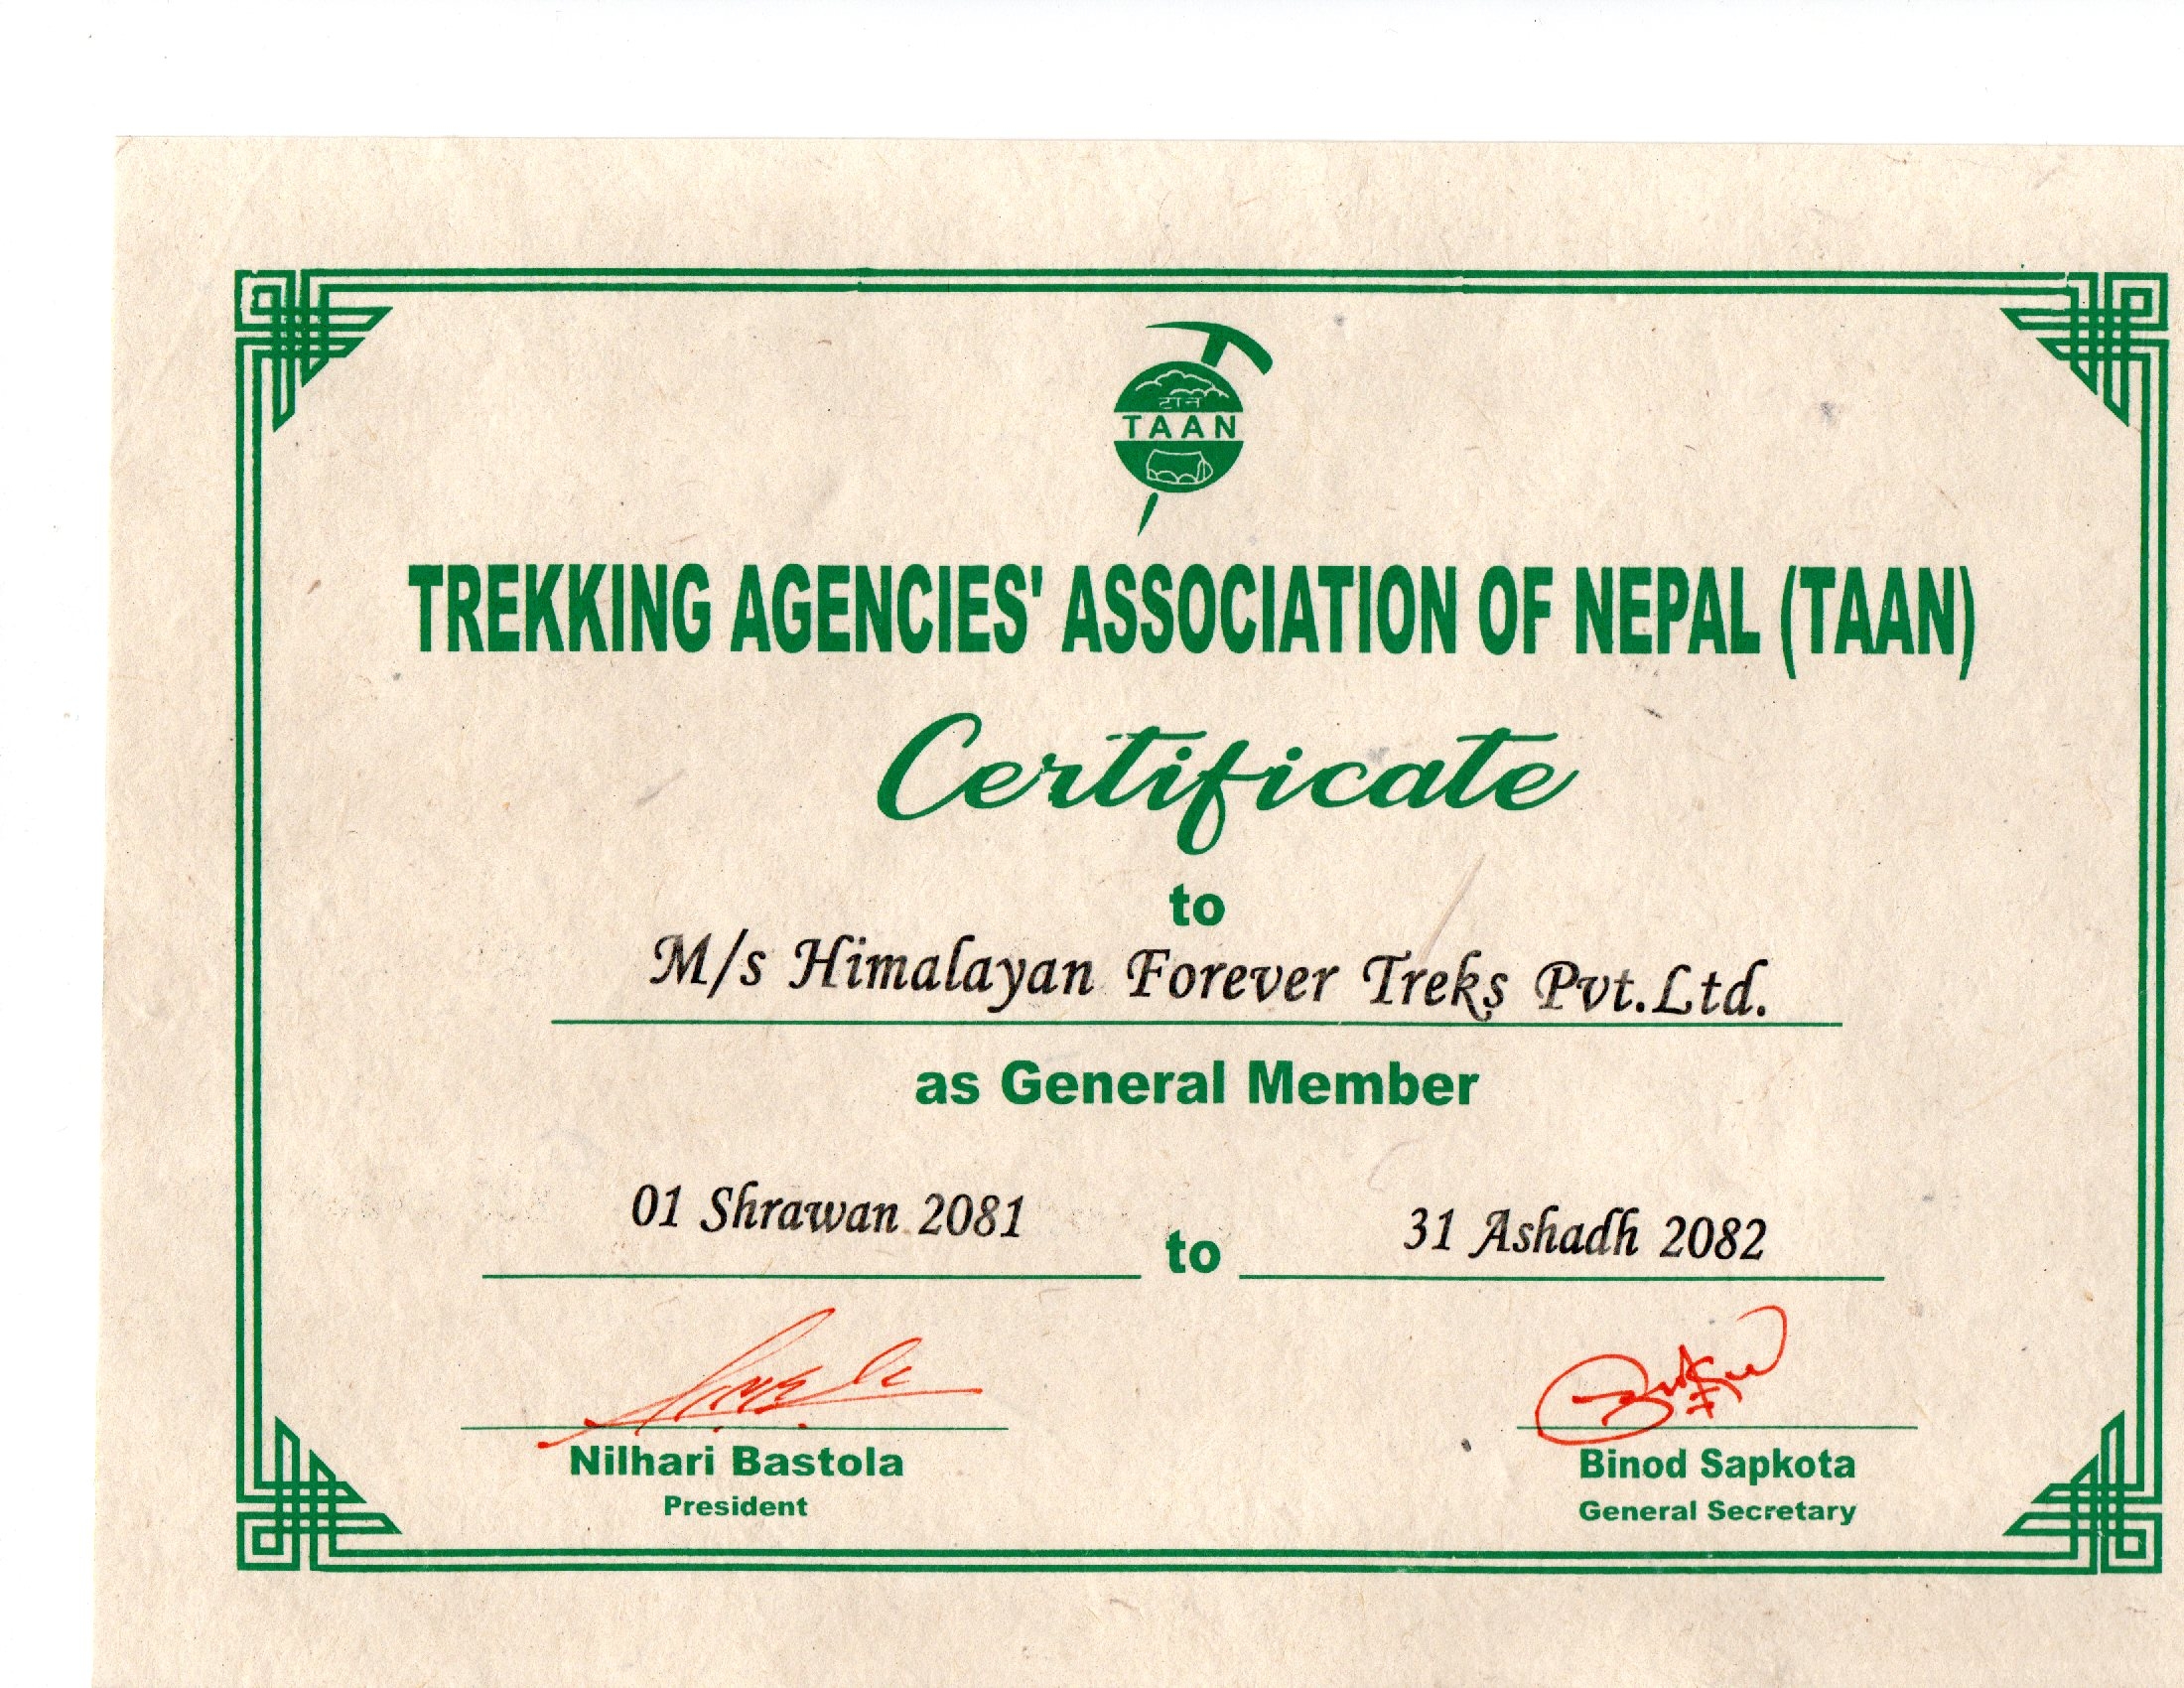 टान
TAAN
TREKKING AGENCIES' ASSOCIATION OF NEPAL (TAAN)
Certificate
to
M/s Himalayan Forever Treks Pvt.Ltd.
as General Member
01 Shrawan 2081 to 31 Ashadh 2082
Nilhari Bastola
President
Binod Sapkota
General Secretary